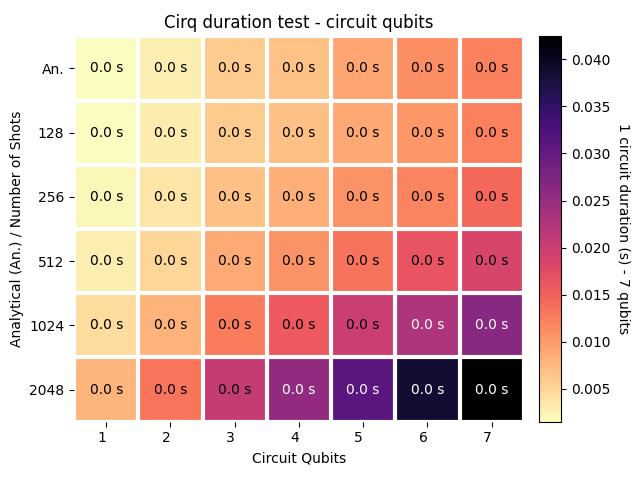 Cirq duration test - circuit qubits
An. 0.0 s 0.0 s 0.0 s 0.0 s 0.0 s 0.0 s 0.0 s
128 0.0 s 0.0 s 0.0 s 0.0 s 0.0 s 0.0 s 0.0 s
256 0.0 s 0.0 s 0.0 s 0.0 s 0.0 s 0.0 s 0.0 s
512 0.0 s 0.0 s 0.0 s 0.0 s 0.0 s 0.0 s 0.0 s
1024 0.0 s 0.0 s 0.0 s 0.0 s 0.0 s 0.0 s 0.0 s
2048 0.0 s 0.0 s 0.0 s 0.0 s 0.0 s 0.0 s 0.0 s
1 2 3 4 5 6 7
Circuit Qubits
Analytical (An.) / Number of Shots
0.040
0.035
0.030
0.025
0.020
0.015
0.010
0.005
1 circuit duration (s) - 7 qubits